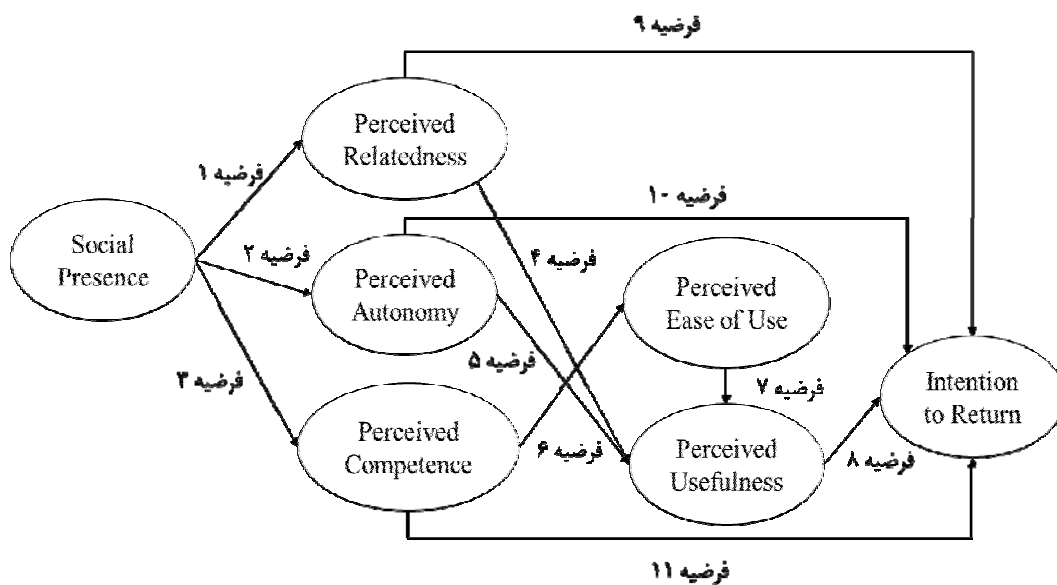 فرضیه ۹
Perceived
Relatedness
فرضیه ۱
فرضیه ۱۰
Social
Presence
فرضیه ۲
Perceived
Autonomy
فرضیه ۴
Perceived
Ease of Use
فرضیه ۳
فرضیه ۵
فرضیه ۷
Intention
to Return
Perceived
Competence
فرضیه ۶
Perceived
Usefulness
فرضیه ۸
فرضیه ۱۱